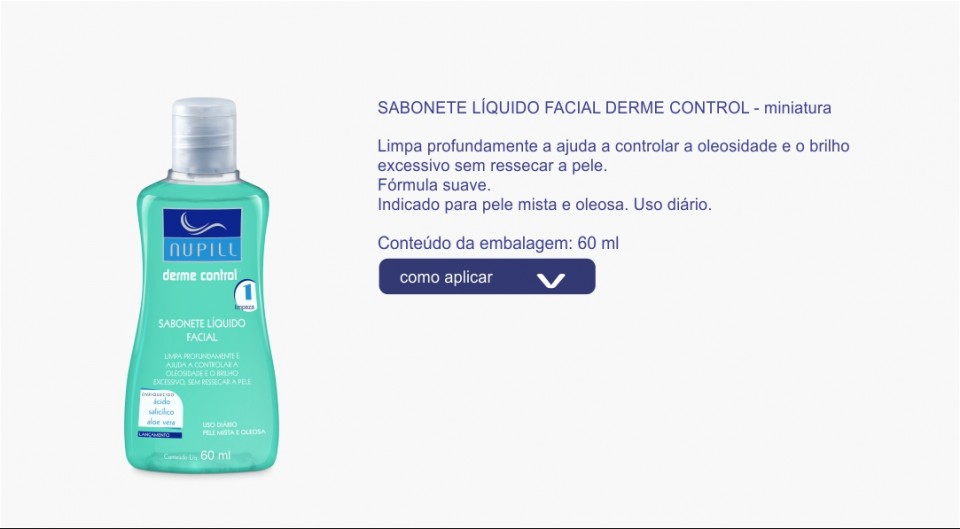 SABONETE LÍQUIDO FACIAL DERME CONTROL - miniatura
Limpa profundamente a ajuda a controlar a oleosidade e o brilho
excessivo sem ressecar a pele.
Fórmula suave.
Indicado para pele mista e oleosa. Uso diário.
Conteúdo da embalagem: 60 ml
como aplicar
NUPILL
derme control
1
limpeza
SABONETE LÍQUIDO
FACIAL
LIMPA PROFUNDAMENTE E
AJUDA A CONTROLAR A
OLEOSIDADE E O BRILHO
EXCESSIVO, SEM RESSECAR A PELE
ENRIQUECIDO
ácido
salicílico
aloe vera
LANÇAMENTO
USO DIÁRIO
PELE MISTA E OLEOSA
60 ml